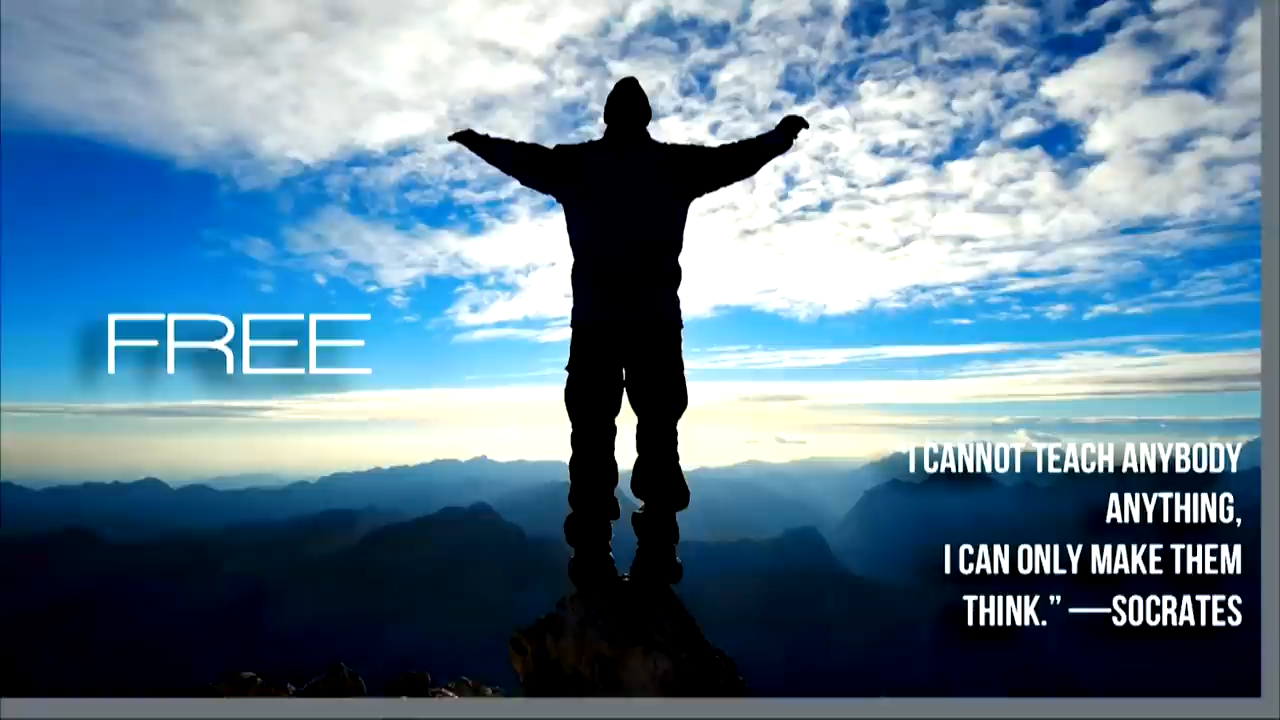 FREE
I CANNOT TEACH ANYBODY
ANYTHING,
I CAN ONLY MAKE THEM
THINK.” —SOCRATES